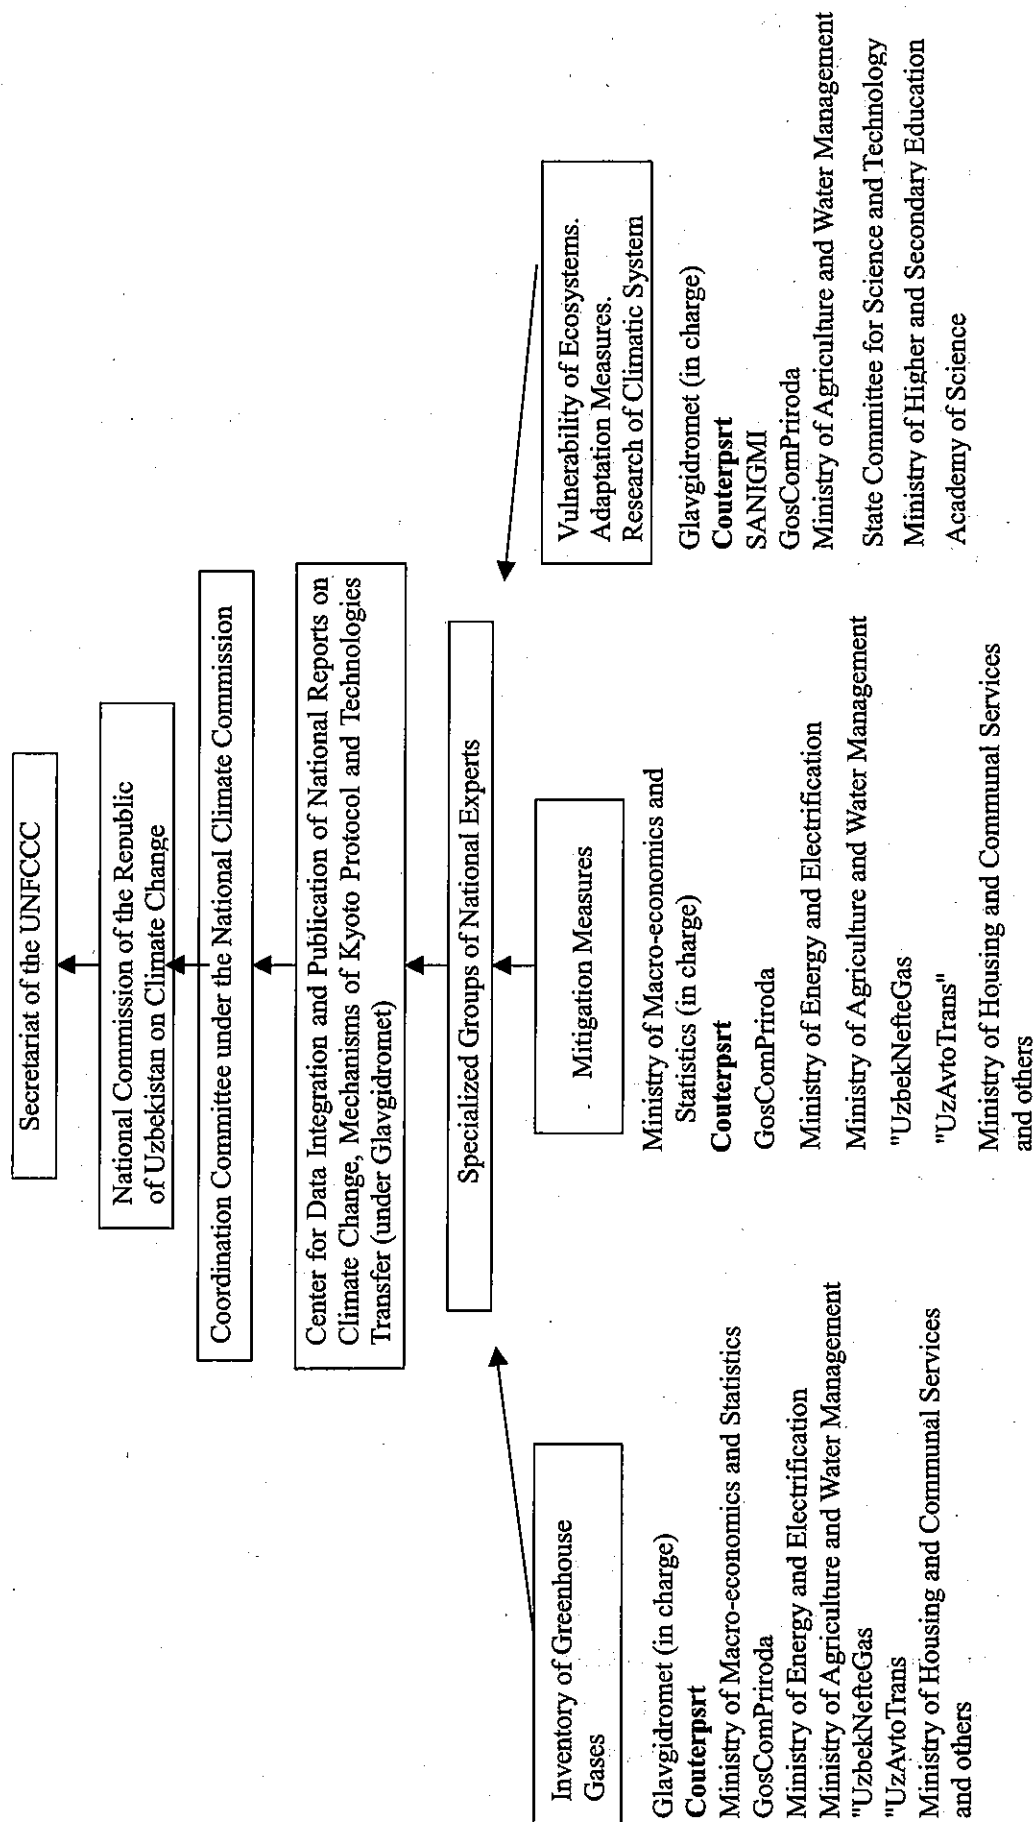 Secretariat of the UNFCCC
National Commission of the Republic
of Uzbekistan on Climate Change
Coordination Committee under the National Climate Commission
Center for Data Integration and Publication of National Reports on
Climate Change, Mechanisms of Kyoto Protocol and Technologies
Transfer (under Glavgidromet)
Specialized Groups of National Experts
Inventory of Greenhouse
Gases
Glavgidromet (in charge)
Couterpsrt
Ministry of Macro-economics and Statistics
GosComPriroda
Ministry of Energy and Electrification
Ministry of Agriculture and Water Management
"UzbekNefteGas
"UzAvtoTrans
Ministry of Housing and Communal Services
and others
Mitigation Measures
Ministry of Macro-economics and
Statistics (in charge)
Couterpsrt
GosComPriroda
Ministry of Energy and Electrification
Ministry of Agriculture and Water Management
"UzbekNefteGas
"UzAvtoTrans"
Ministry of Housing and Communal Services
and others
Vulnerability of Ecosystems.
Adaptation Measures.
Research of Climatic System
Glavgidromet (in charge)
Couterpsrt
SANIGMI
GosComPriroda
Ministry of Agriculture and Water Management
State Committee for Science and Technology
Ministry of Higher and Secondary Education
Academy of Science